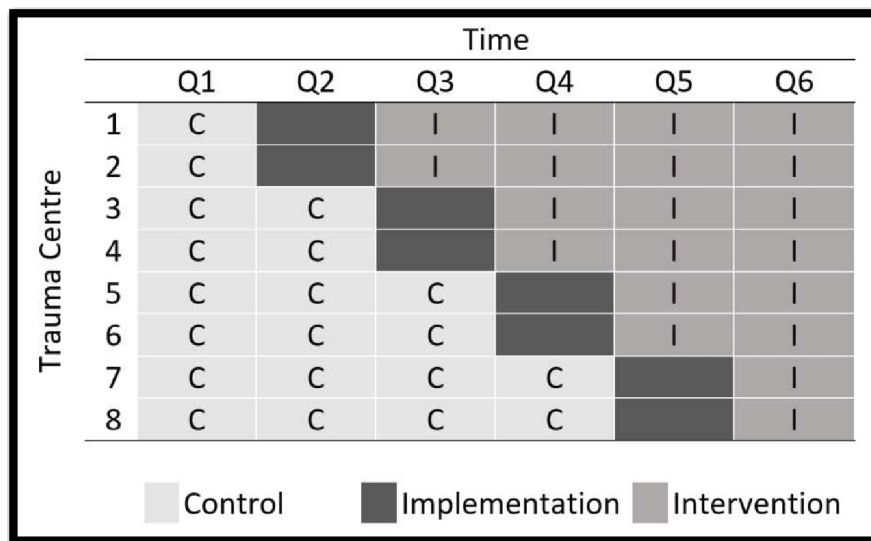 Time
Q1 Q2 Q3 Q4 Q5 Q6
Trauma Centre
1 C I I I I
2 C I I I I
3 C C I I I
4 C C I I I
5 C C C I I
6 C C C I I
7 C C C C I
8 C C C C I
Control Implementation Intervention